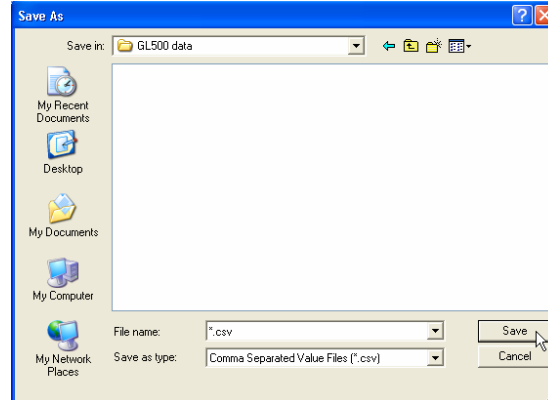 Save As
Save in: GL500 data
My Recent
Documents
Desktop
My Documents
My Computer
My Network
Places
File name: *.csv
Save
Save as type: Comma Separated Value Files (*.csv)
Cancel